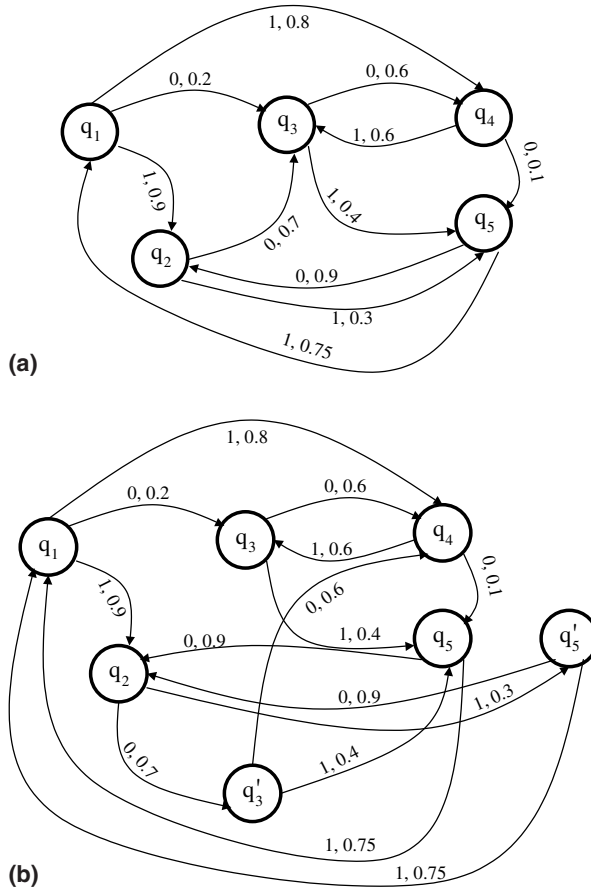 1, 0.8
0, 0.2
0, 0.6
q1
q3
q4
1, 0.6
0, 0.1
1, 0.9
1, 0.4
0, 0.7
q5
q2
0, 0.9
1, 0.3
1, 0.75
(a)
1, 0.8
0, 0.2
0, 0.6
q1
q3
q4
1, 0.6
0, 0.1
1, 0.9
0, 0.6
1, 0.4
q5
q5'
0, 0.9
q2
0, 0.9
1, 0.3
0, 0.7
1, 0.4
q3'
1, 0.75
1, 0.75
(b)